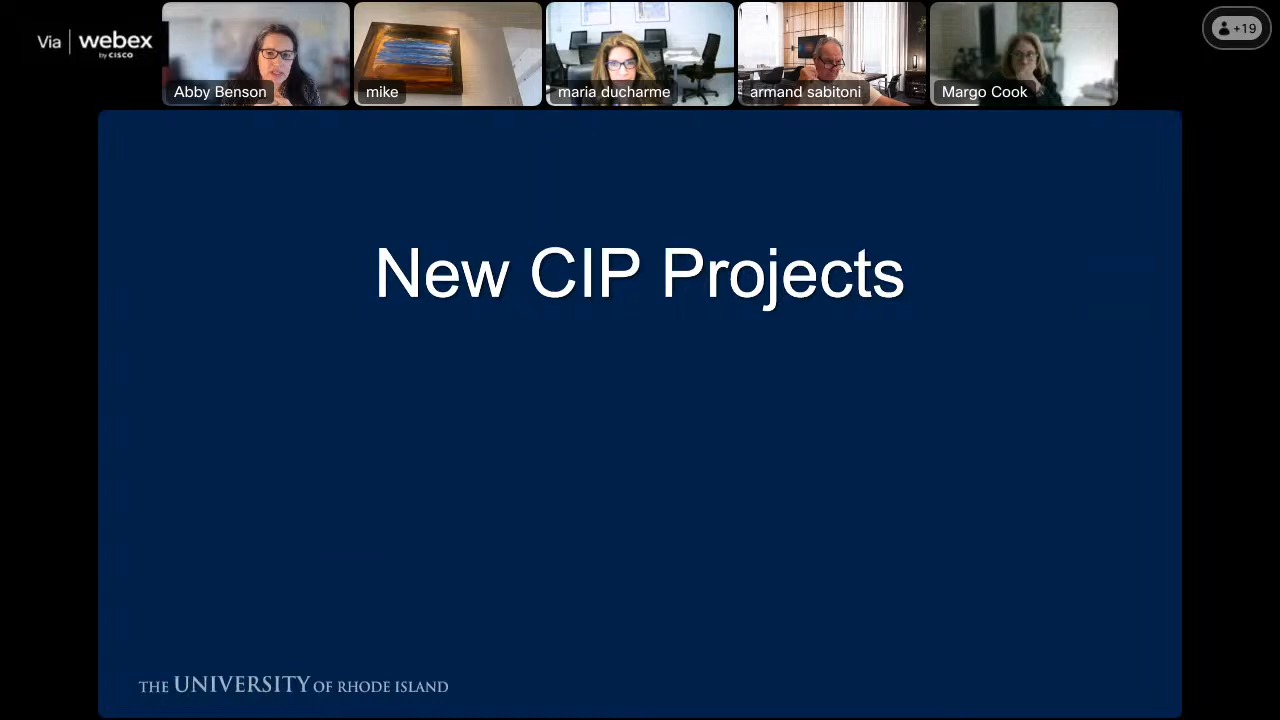 Via | webex
by CISCO
Abby Benson
mike
maria ducharme
armand sabitoni
Margo Cook
+19
New CIP Projects
THE UNIVERSITY OF RHODE ISLAND